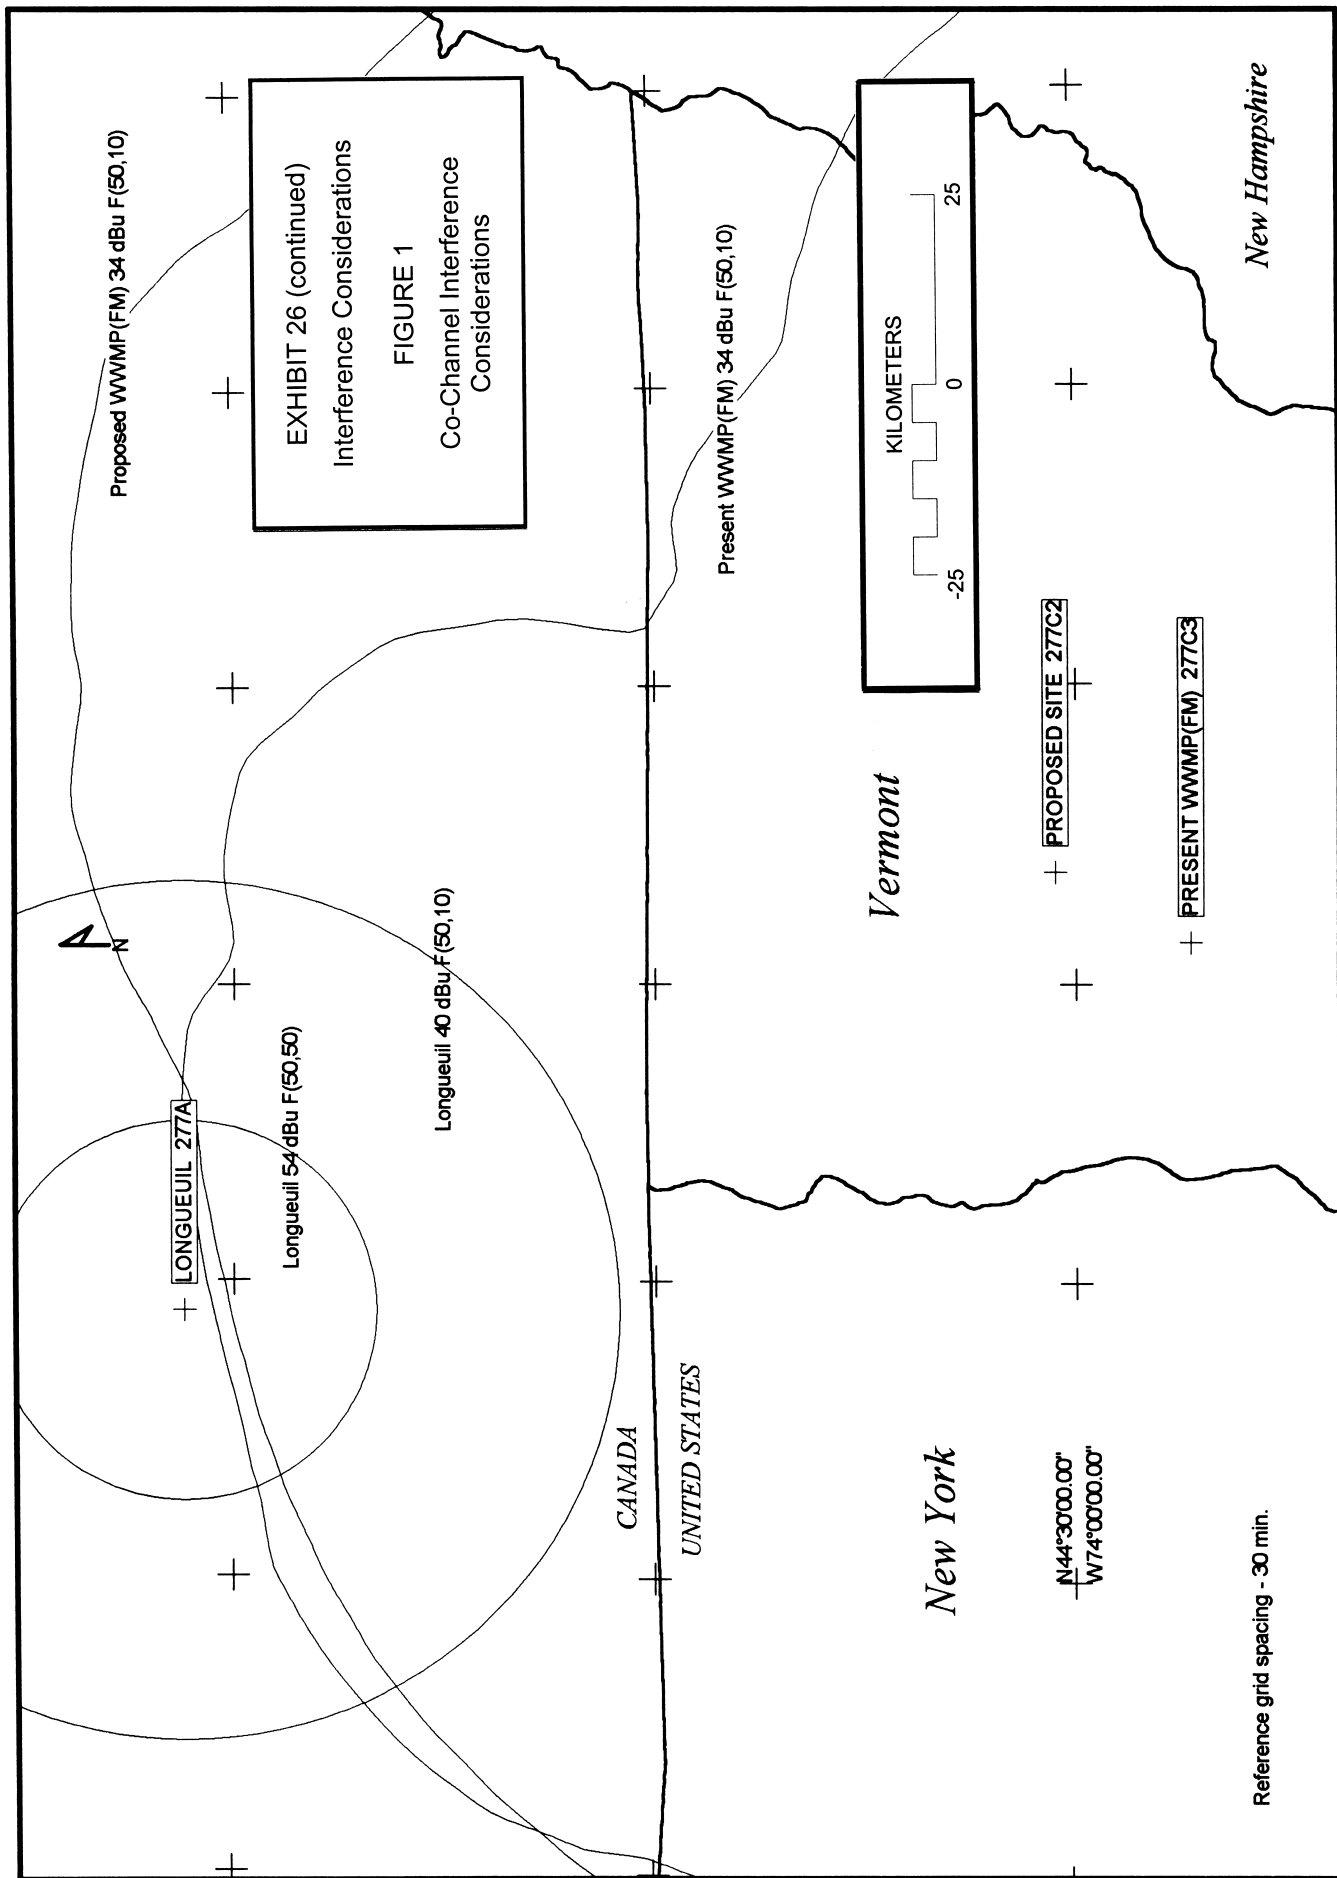 Proposed WWMP(FM) 34 dBu F(50,10)
EXHIBIT 26 (continued)
Interference Considerations
FIGURE 1
Co-Channel Interference
Considerations
N
LONGUEUIL 277A
Longueuil 54 dBu F(50,50)
Longueuil 40 dBu F(50,10)
CANADA
UNITED STATES
Present WWMP(FM) 34 dBu F(50,10)
KILOMETERS
-25
0
25
Vermont
New York
PROPOSED SITE 277C2
N44°30'00.00"
W74°00'00.00"
PRESENT WWMP(FM) 277C3
New Hampshire
Reference grid spacing - 30 min.